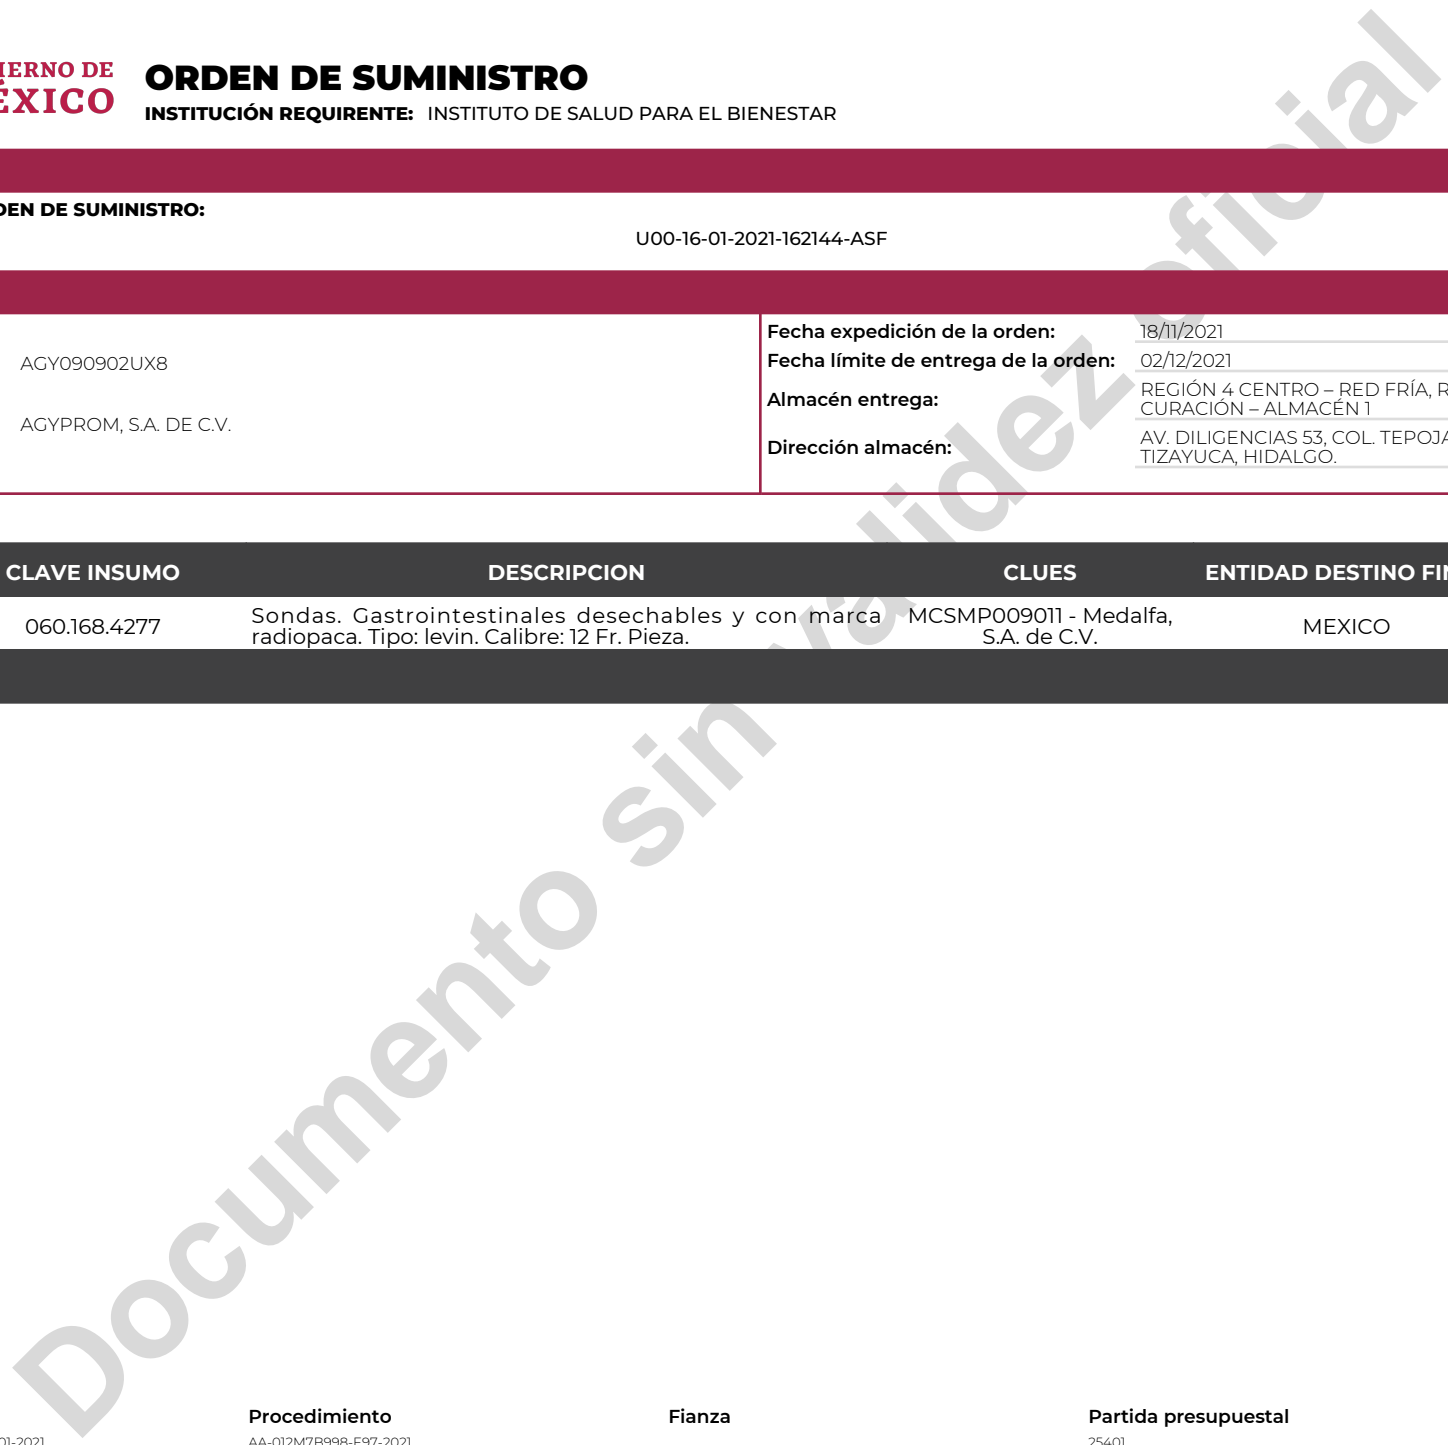 ORDEN DE SUMINISTRO
INSTITUCIÓN REQUIRENTE: INSTITUTO DE SALUD PARA EL BIENESTAR
DE
XICO
DE SUMINISTRO:
U00-16-01-2021-162144-ASF
AGY090902UX8
AGYPROM, S.A. DE C.V.
Fecha expedición de la orden: 18/11/2021
Fecha límite de entrega de la orden: 02/12/2021
Almacén entrega: REGIÓN 4 CENTRO – RED FRÍA,
CURACIÓN – ALMACÉN 1
Dirección almacén: AV. DILIGENCIAS 53, COL.
TIZAYUCA, HIDALGO.
CLAVE INSUMO DESCRIPCION CLUES ENTIDAD DESTINO
060.168.4277
Sondas. Gastrointestinales desechables y con marca
radiopaca. Tipo: levin. Calibre: 12 Fr. Pieza.
MCSMP009011 - Medalfa,
S.A. de C.V.
MEXICO
Documento sin validez oficial
Procedimiento Fianza Partida presupuestal
AA-012M7B998-E97-2021 25401